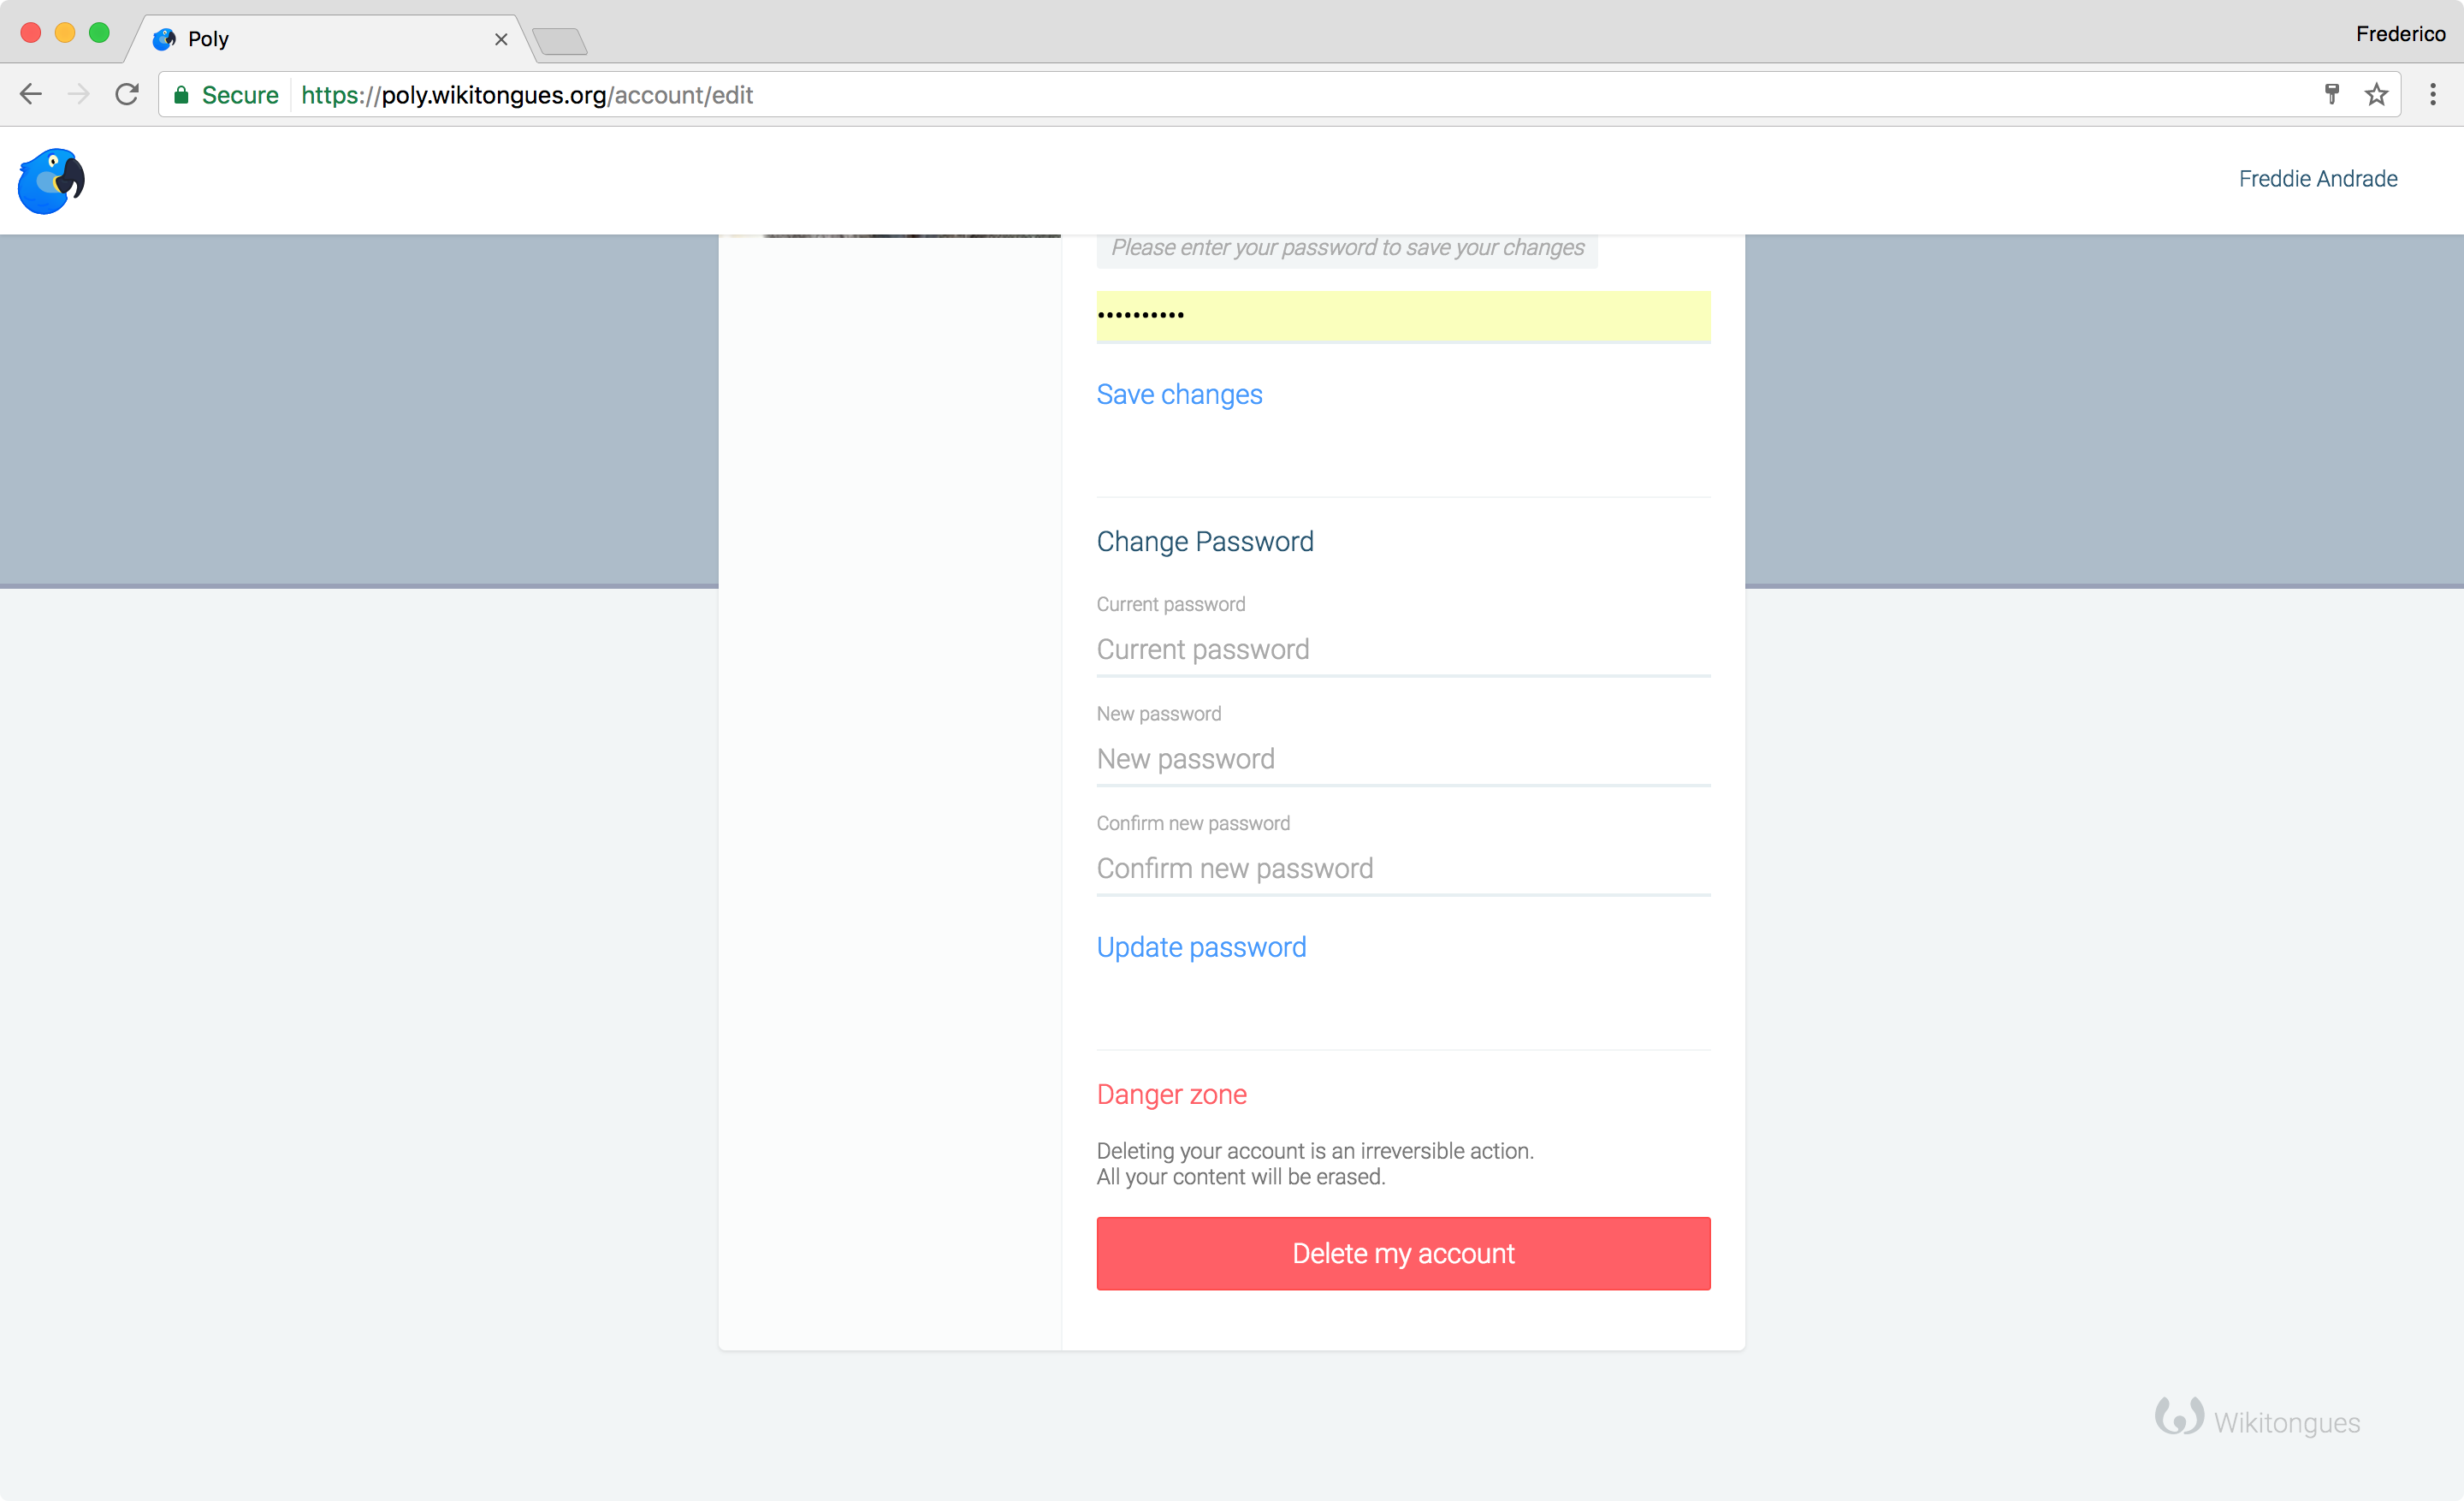 Poly
Frederico
Secure
https://poly.wikitongues.org/account/edit
Freddie Andrade
Please enter your password to save your changes
••••••••••
Save changes
Change Password
Current password
Current password
New password
New password
Confirm new password
Confirm new password
Update password
Danger zone
Deleting your account is an irreversible action.
All your content will be erased.
Delete my account
Wikitongues